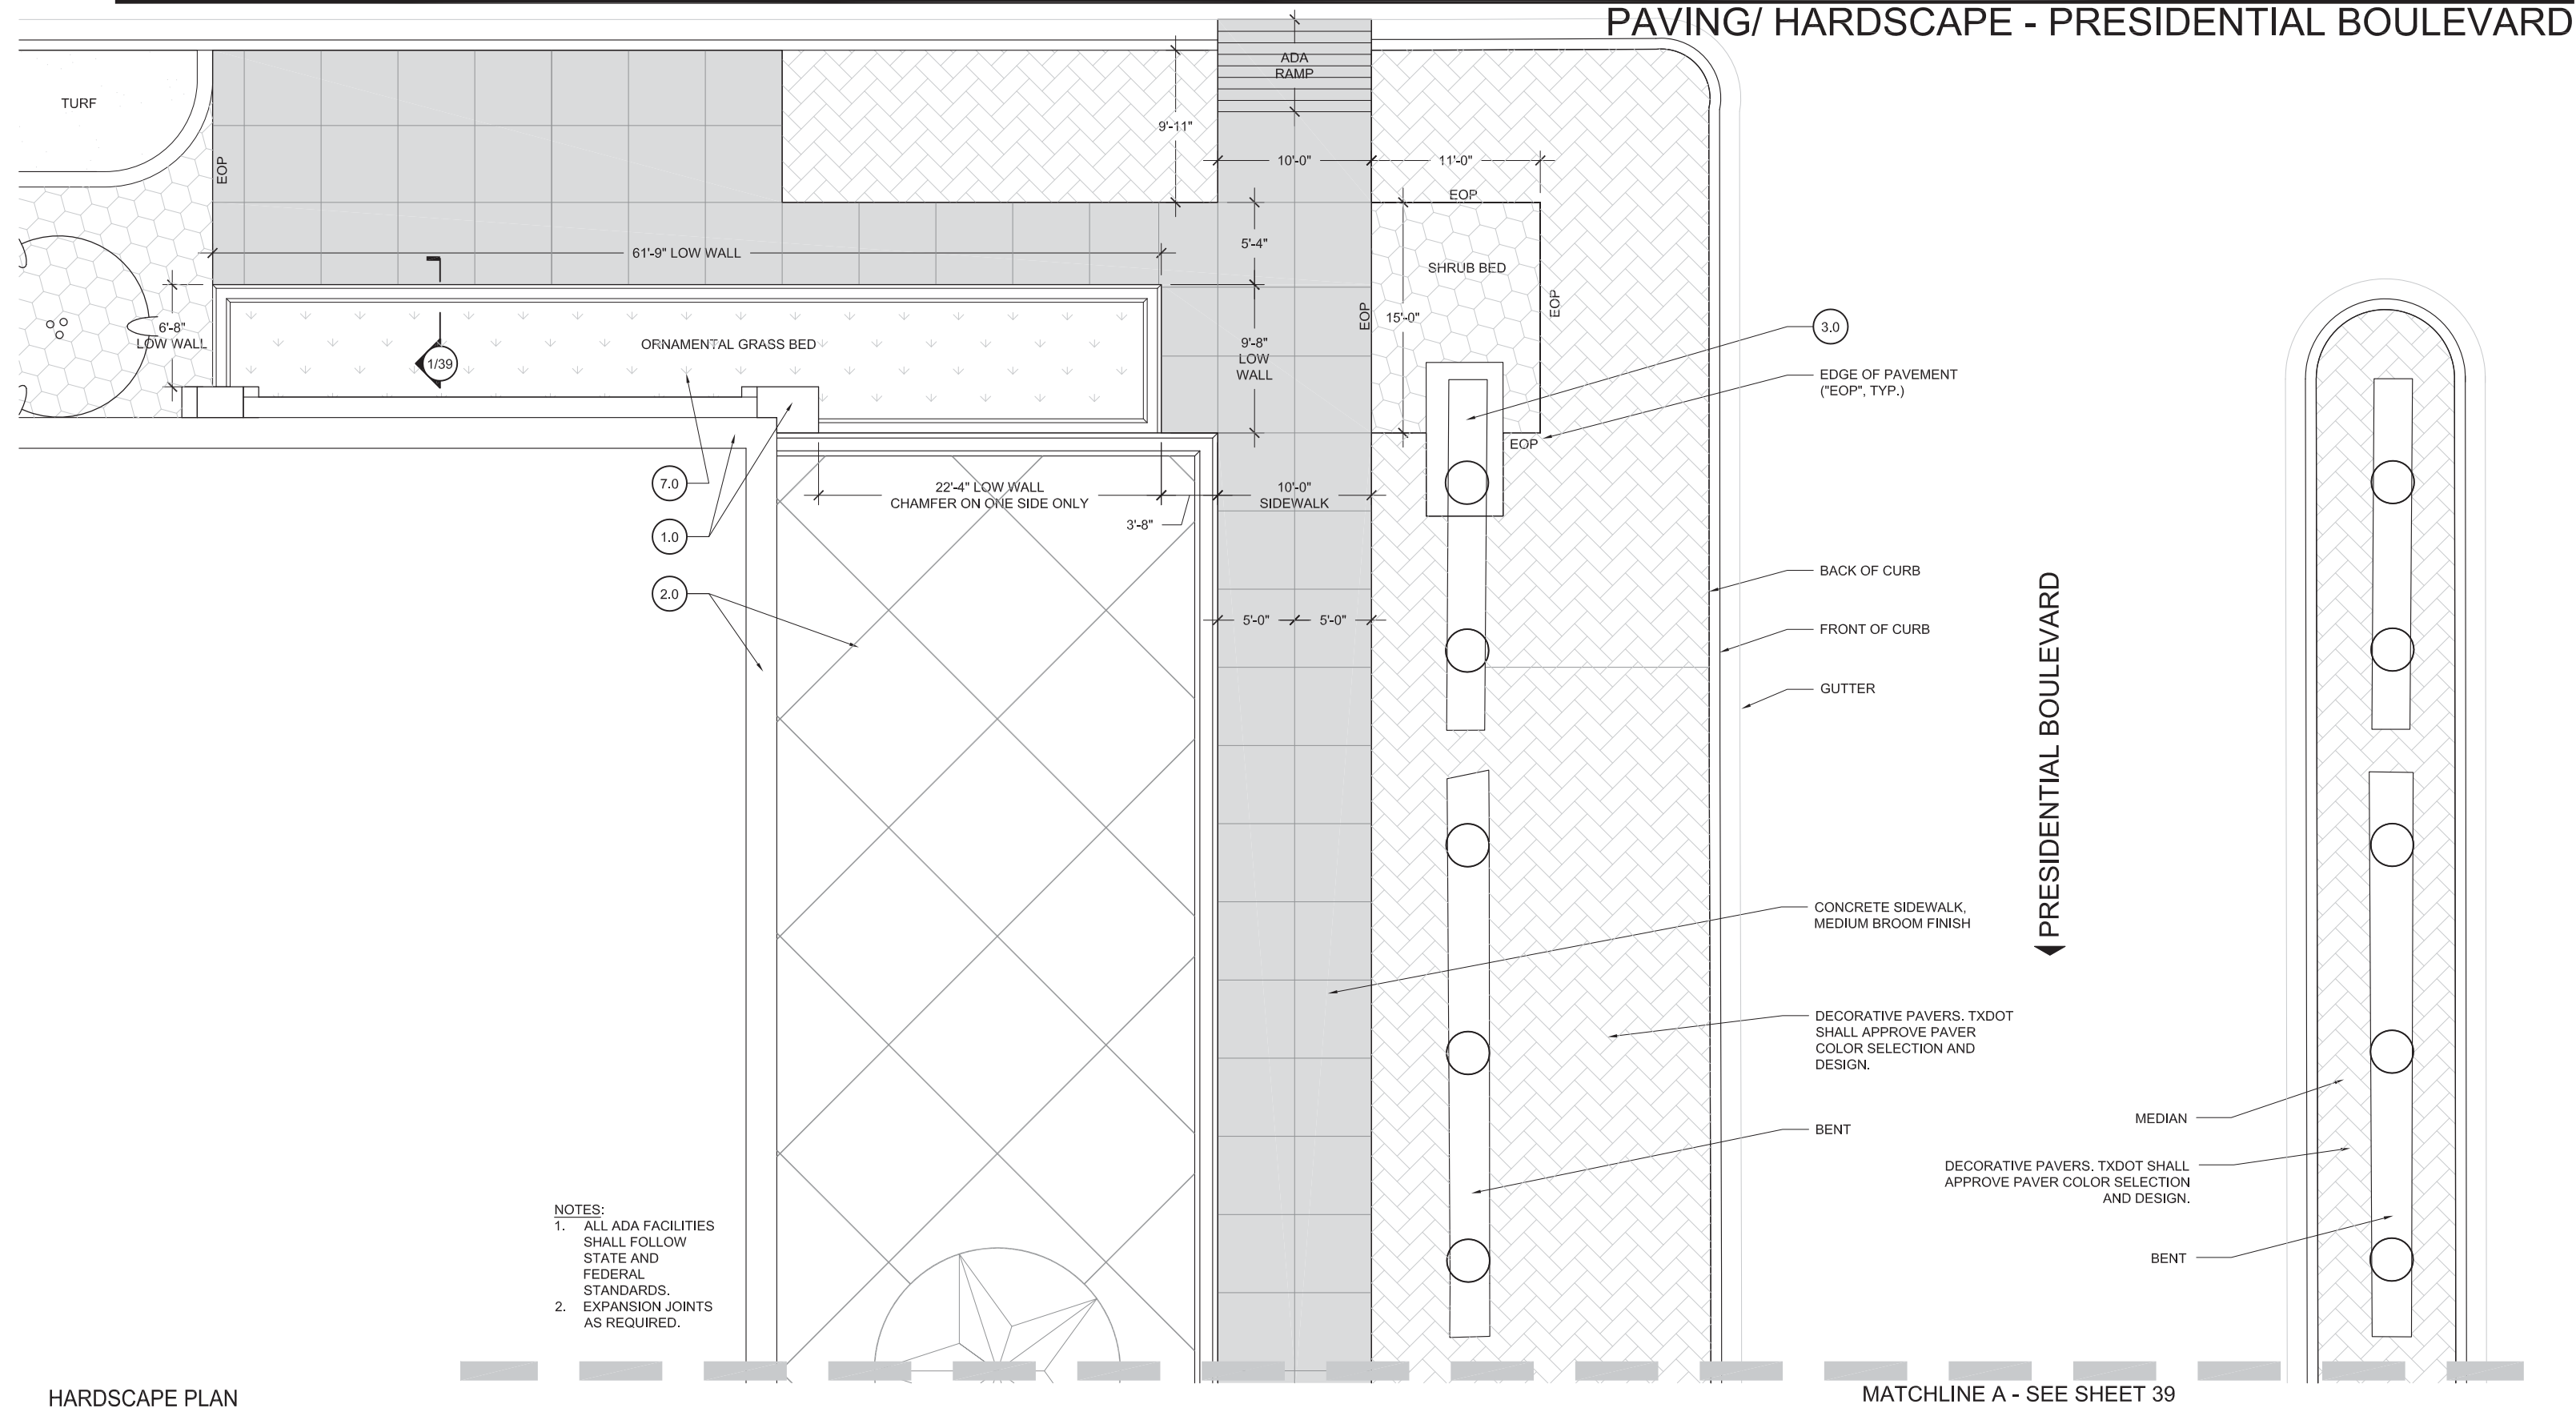 PAVING/ HARDSCAPE - PRESIDENTIAL BOULEVARD
ADA
RAMP
TURF
9'-11"
10'-0"
11'-0"
EOP
EOP
5'-4"
61'-9" LOW WALL
SHRUB BED
EOP
EOP
15'-0"
3.0
6'-8"
LOW WALL
ORNAMENTAL GRASS BED
9'-8"
LOW
WALL
1/39
EDGE OF PAVEMENT
("EOP", TYP.)
EOP
7.0
22'-4" LOW WALL
CHAMFER ON ONE SIDE ONLY
10'-0"
SIDEWALK
3'-8"
1.0
BACK OF CURB
2.0
5'-0"
5'-0"
FRONT OF CURB
GUTTER
PRESIDENTIAL BOULEVARD
CONCRETE SIDEWALK,
MEDIUM BROOM FINISH
DECORATIVE PAVERS. TXDOT
SHALL APPROVE PAVER
COLOR SELECTION AND
DESIGN.
MEDIAN
BENT
DECORATIVE PAVERS. TXDOT SHALL
APPROVE PAVER COLOR SELECTION
AND DESIGN.
BENT
NOTES:
1. ALL ADA FACILITIES
SHALL FOLLOW
STATE AND
FEDERAL
STANDARDS.
2. EXPANSION JOINTS
AS REQUIRED.
HARDSCAPE PLAN
MATCHLINE A - SEE SHEET 39